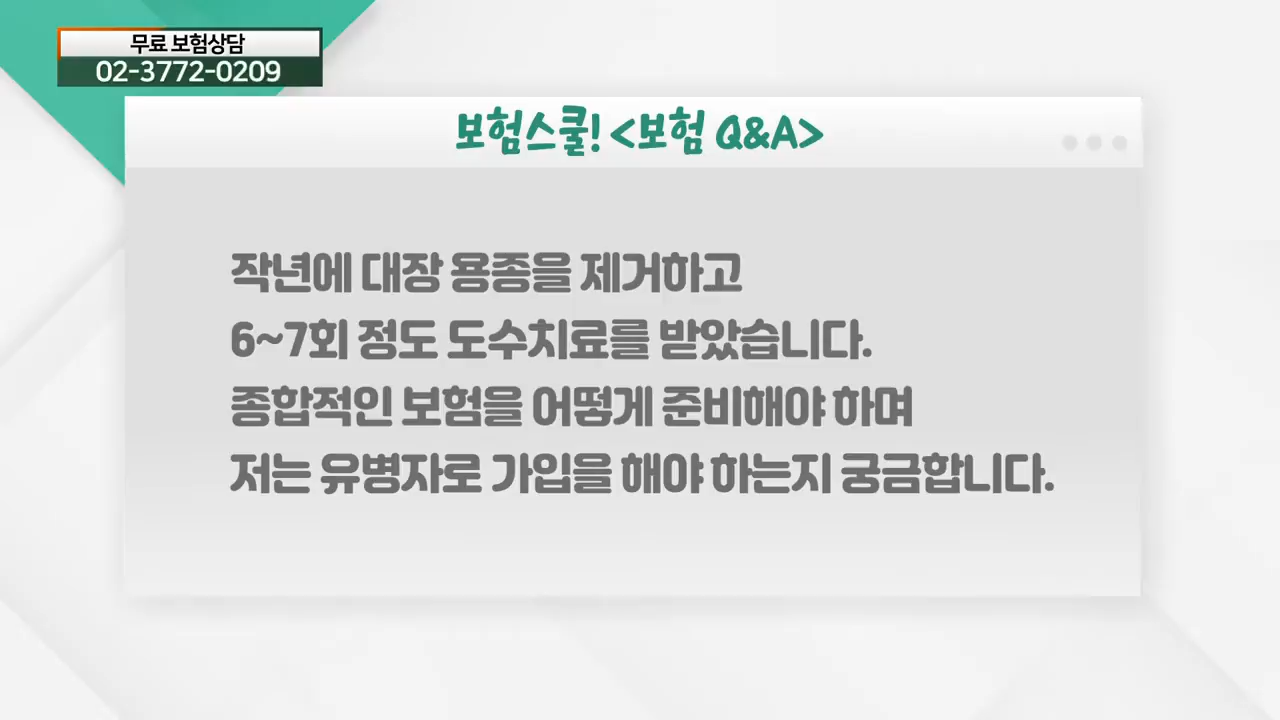 무료 보험상담
02-3772-0209
보험스쿨! <보험 Q&A>
작년에 대장 용종을 제거하고
6~7회 정도 도수치료를 받았습니다.
종합적인 보험을 어떻게 준비해야 하며
저는 유병자로 가입을 해야 하는지 궁금합니다.